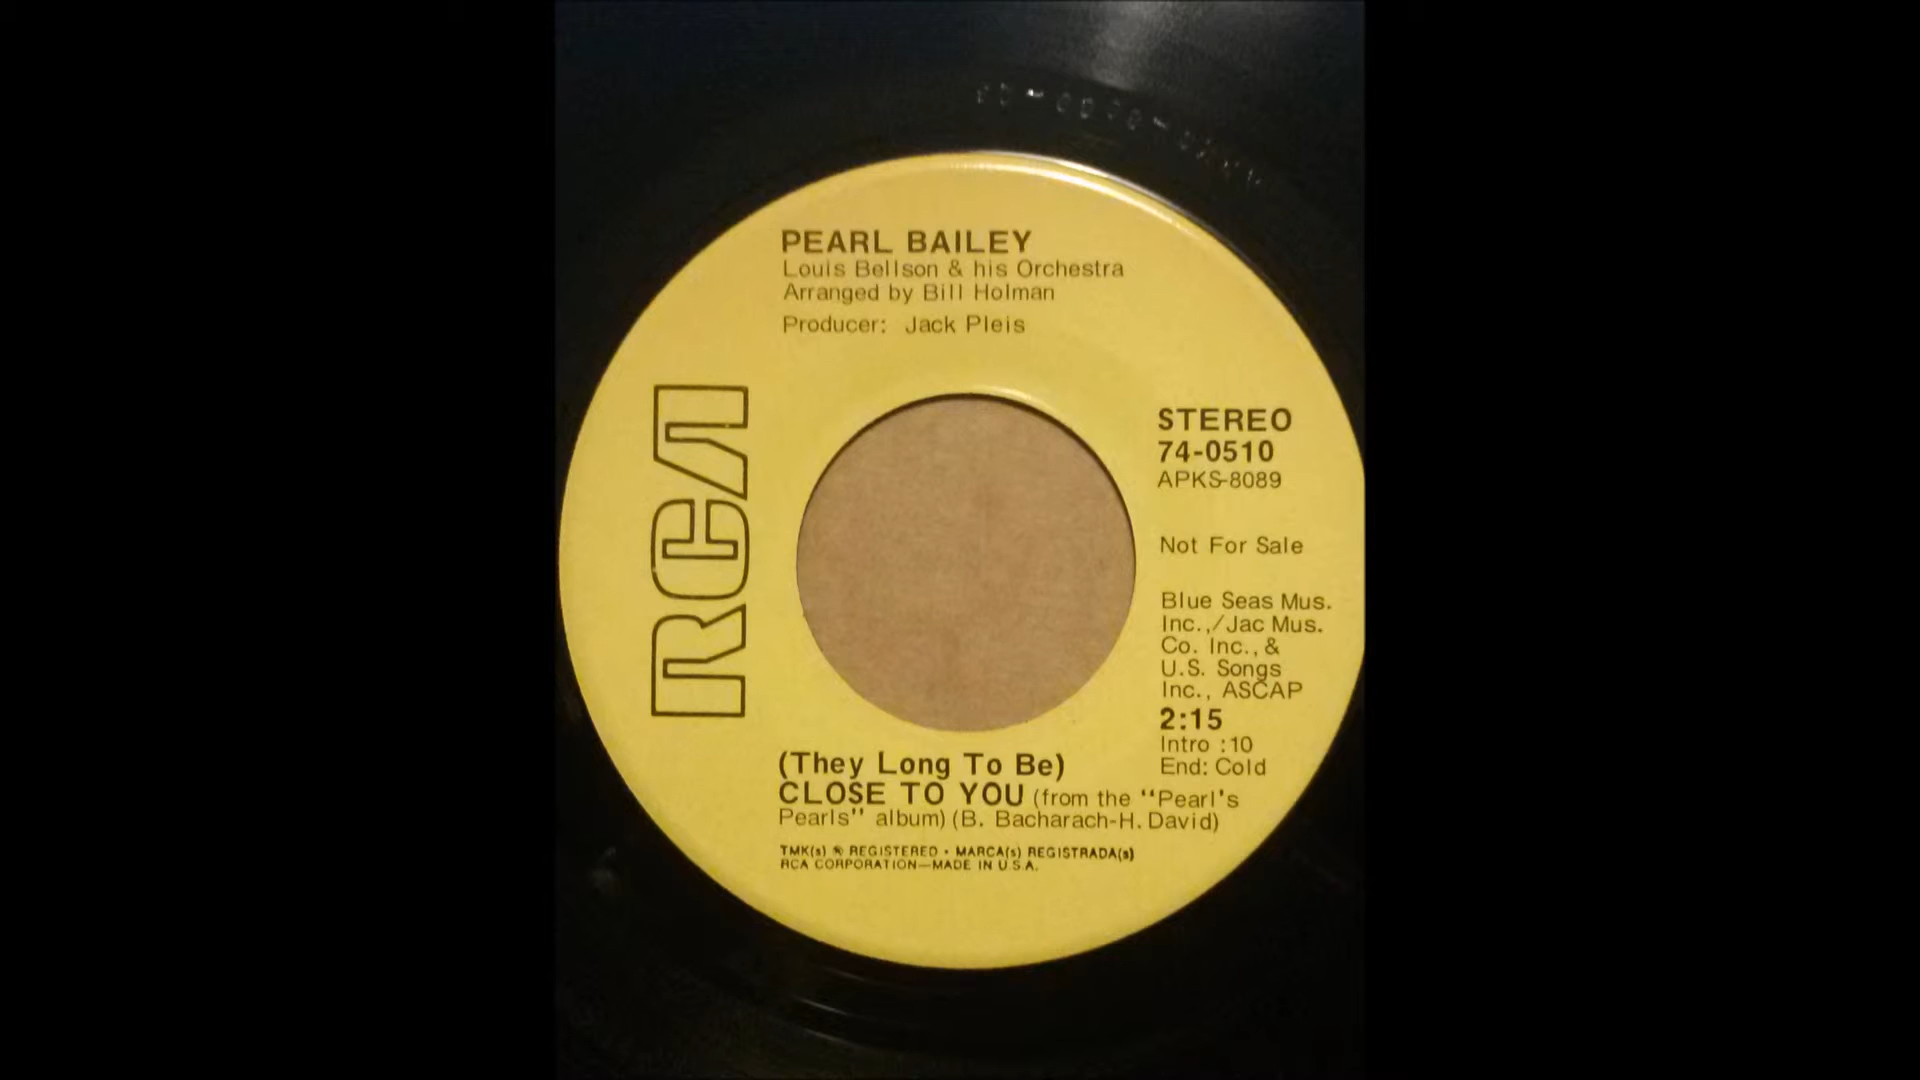 PEARL BAILEY
Louis Bellson & his Orchestra
Arranged by Bill Holman
Producer: Jack Pleis
RCA
STEREO
74-0510
APKS-8089
Not For Sale
Blue Seas Mus.
Inc.,/Jac Mus.
Co. Inc., &
U.S. Songs
Inc., ASCAP
2:15
Intro :10
End: Cold
(They Long To Be)
CLOSE TO YOU (from the "Pearl's
Pearls" album) (B. Bacharach-H. David)
TMK(s) ® REGISTERED • MARCA(s) REGISTRADA(s)
RCA CORPORATION—MADE IN U.S.A.